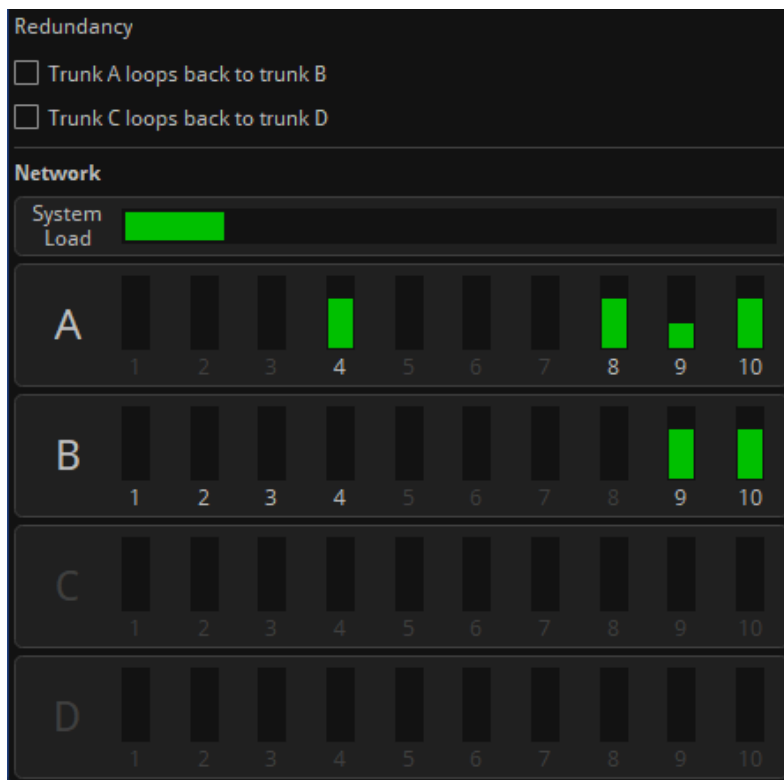 Redundancy
Trunk A loops back to trunk B
Trunk C loops back to trunk D
Network
System
Load
A
1 2 3 4 5 6 7 8 9 10
B
1 2 3 4 5 6 7 8 9 10
C
1 2 3 4 5 6 7 8 9 10
D
1 2 3 4 5 6 7 8 9 10